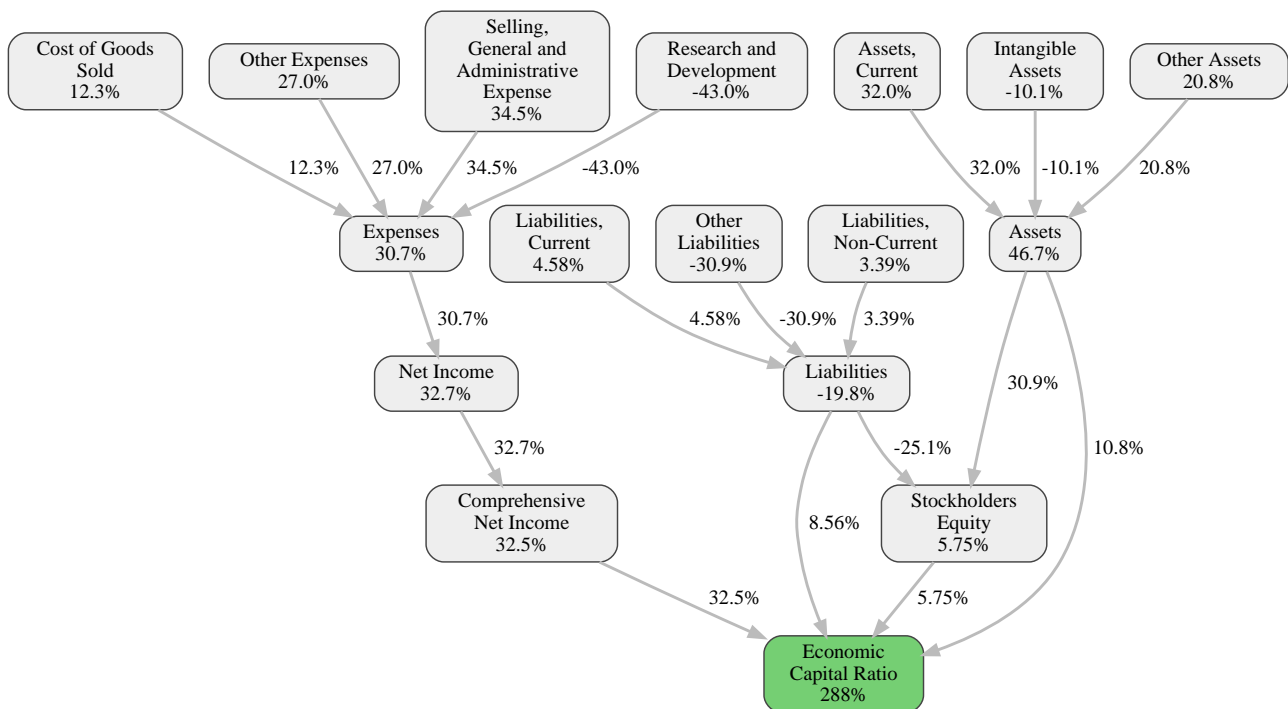 Cost of Goods
Sold
12.3%
Other Expenses
27.0%
Selling,
General and
Administrative
Expense
34.5%
Research and
Development
-43.0%
Assets,
Current
32.0%
Intangible
Assets
-10.1%
Other Assets
20.8%
12.3%
27.0%
34.5%
-43.0%
32.0%
-10.1%
20.8%
Expenses
30.7%
Liabilities,
Current
4.58%
Other
Liabilities
-30.9%
Liabilities,
Non-Current
3.39%
Assets
46.7%
30.7%
4.58%
-30.9%
3.39%
Net Income
32.7%
Liabilities
-19.8%
30.9%
32.7%
-25.1%
10.8%
Comprehensive
Net Income
32.5%
8.56%
Stockholders
Equity
5.75%
32.5%
5.75%
Economic
Capital Ratio
288%